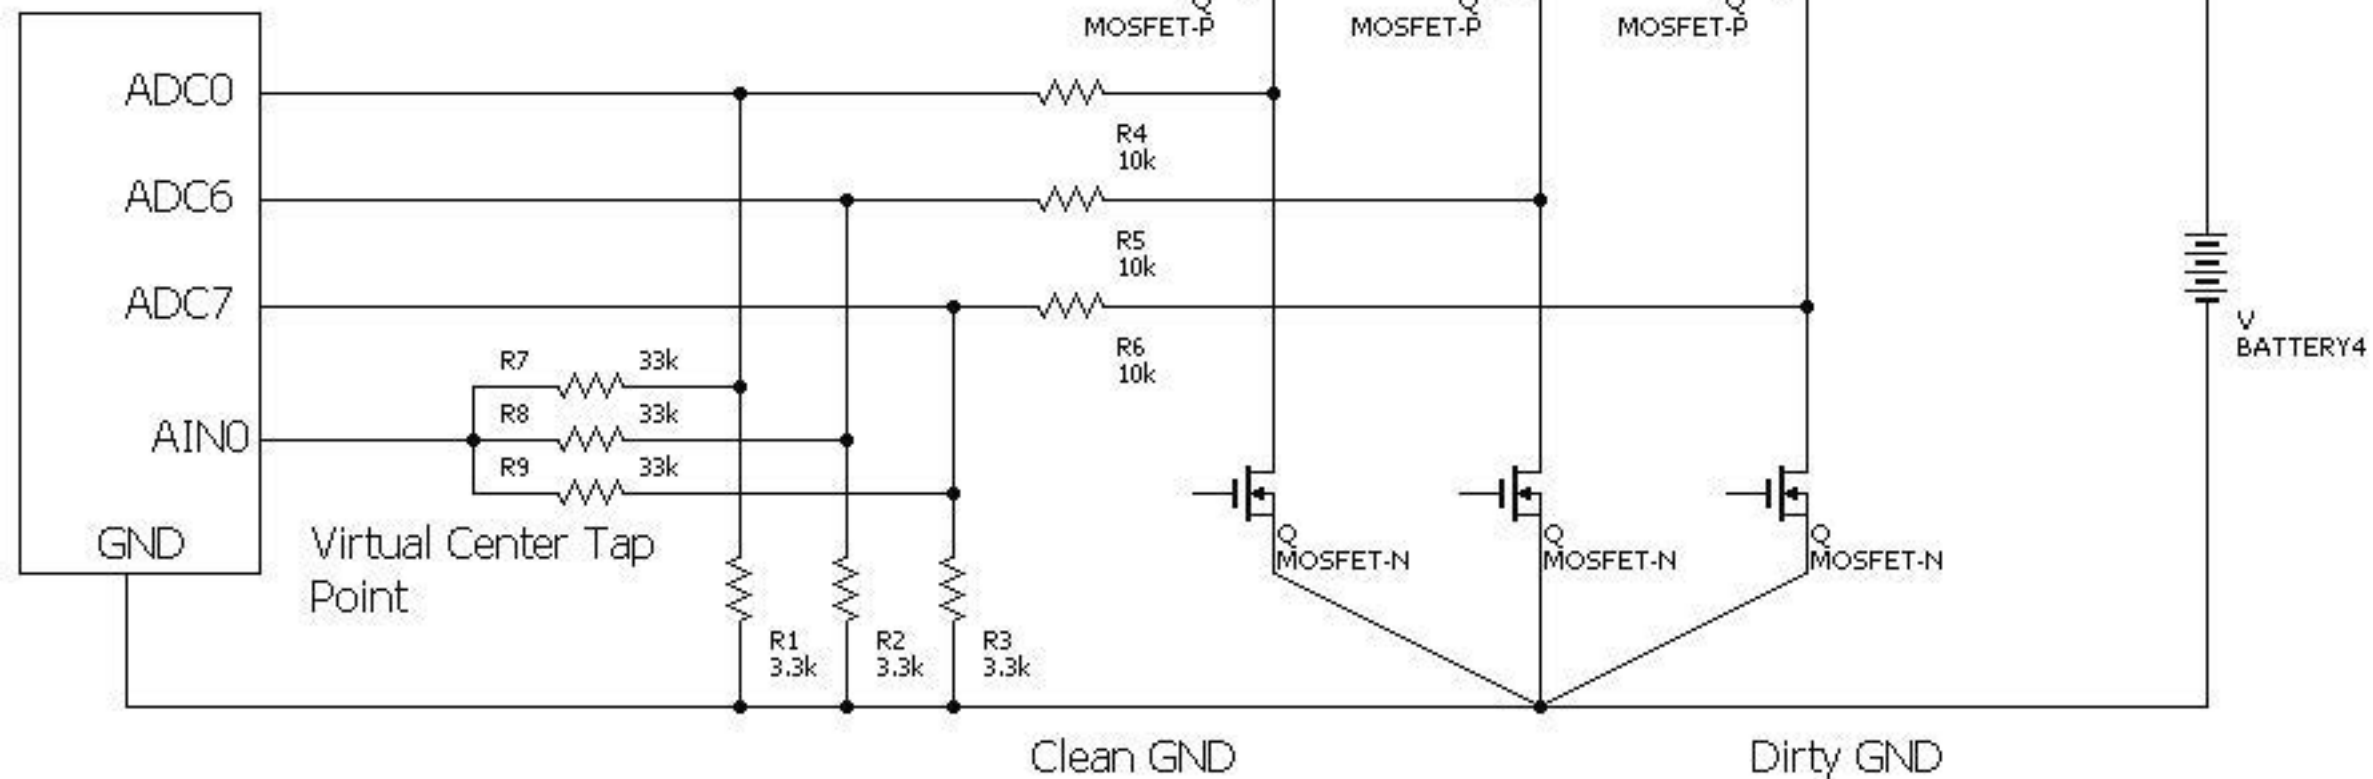 Q
MOSFET-P
Q
MOSFET-P
Q
MOSFET-P
ADC0
R4
10k
ADC6
R5
10k
ADC7
R6
10k
V
BATTERY4
R7 33k
R8 33k
AIN0
R9 33k
GND
Virtual Center Tap
Point
Q
MOSFET-N
Q
MOSFET-N
Q
MOSFET-N
R1
3.3k
R2
3.3k
R3
3.3k
Clean GND
Dirty GND